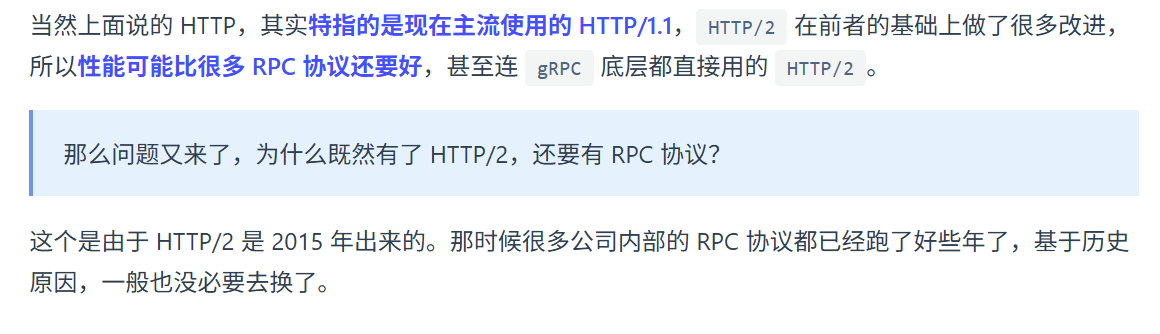 当然上面说的 HTTP，其实特指的是现在主流使用的 HTTP/1.1，HTTP/2 在前者的基础上做了很多改进，
所以性能可能比很多 RPC 协议还要好，甚至连 gRPC 底层都直接用的 HTTP/2。
那么问题又来了，为什么既然有了 HTTP/2，还要有 RPC 协议？
这个是由于 HTTP/2 是 2015 年出来的。那时候很多公司内部的 RPC 协议都已经跑了好些年了，基于历史
原因，一般也没必要去换了。